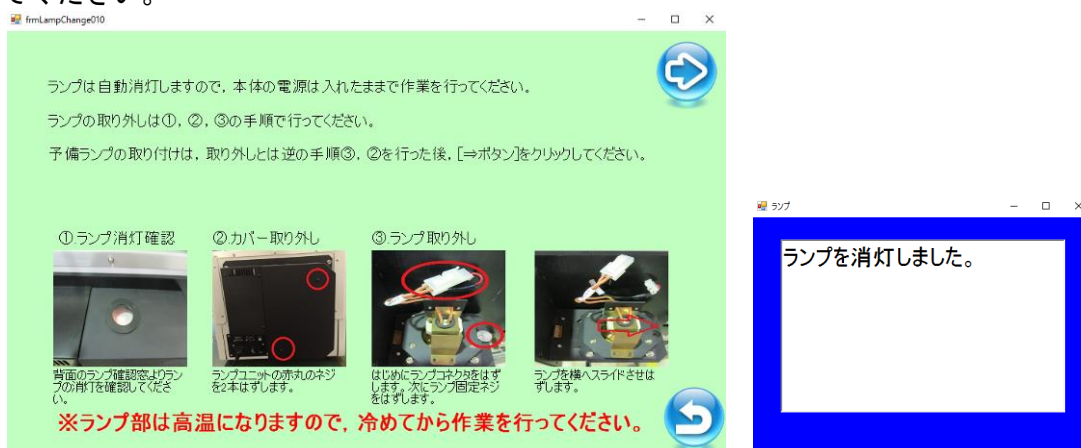 てください。
frmLampChange010
ランプは自動消灯しますので，本体の電源は入れたままで作業を行ってください。
ランプの取り外しは①，②，③の手順で行ってください。
予備ランプの取り付けは，取り外しとは逆の手順③，②を行った後，[⇒ボタン]をクリックしてください。
①.ランプ消灯確認
②.カバー取り外し
③.ランプ取り外し
背面のランプ確認窓よりラン
プの消灯を確認してくださ
い。
ランプユニットの赤丸のネジ
を2本はずします。
はじめにランプコネクタをはず
します。次にランプ固定ネジ
をはずします。
ランプを横へスライドさせは
ずします。
※ランプ部は高温になりますので，冷めてから作業を行ってください。
ランプ
ランプを消灯しました。